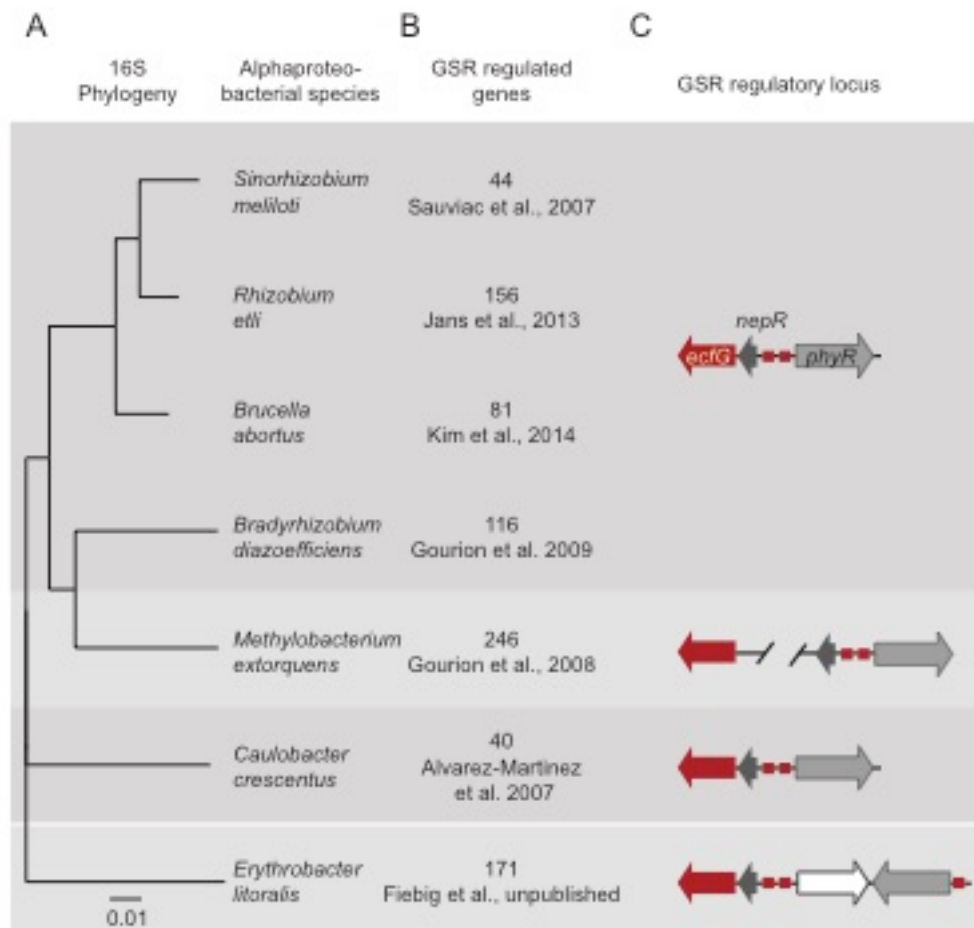 A
B
C
16S
Phylogeny
Alphaproteo-
bacterial species
GSR regulated
genes
GSR regulatory locus
Sinorhizobium
meliloti
44
Sauviac et al., 2007
Rhizobium
etli
156
Jans et al., 2013
nepR
ecfG
phyR
Brucella
abortus
81
Kim et al., 2014
Bradyrhizobium
diazoefficiens
116
Gourion et al. 2009
Methylobacterium
extorquens
246
Gourion et al., 2008
Caulobacter
crescentus
40
Alvarez-Martinez
et al. 2007
Erythrobacter
litoralis
171
Fiebig et al., unpublished
0.01